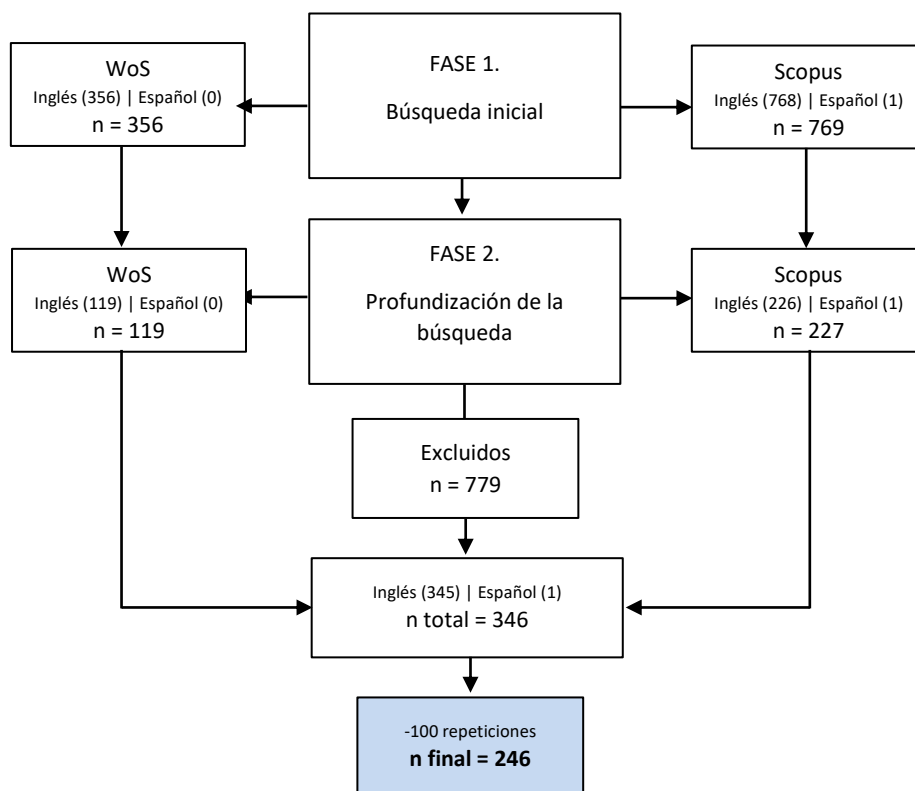 WoS
Inglés (356) | Español (0)
n = 356
FASE 1.
Búsqueda inicial
Scopus
Inglés (768) | Español (1)
n = 769
WoS
Inglés (119) | Español (0)
n = 119
FASE 2.
Profundización de la
búsqueda
Scopus
Inglés (226) | Español (1)
n = 227
Excluidos
n = 779
Inglés (345) | Español (1)
n total = 346
-100 repeticiones
n final = 246